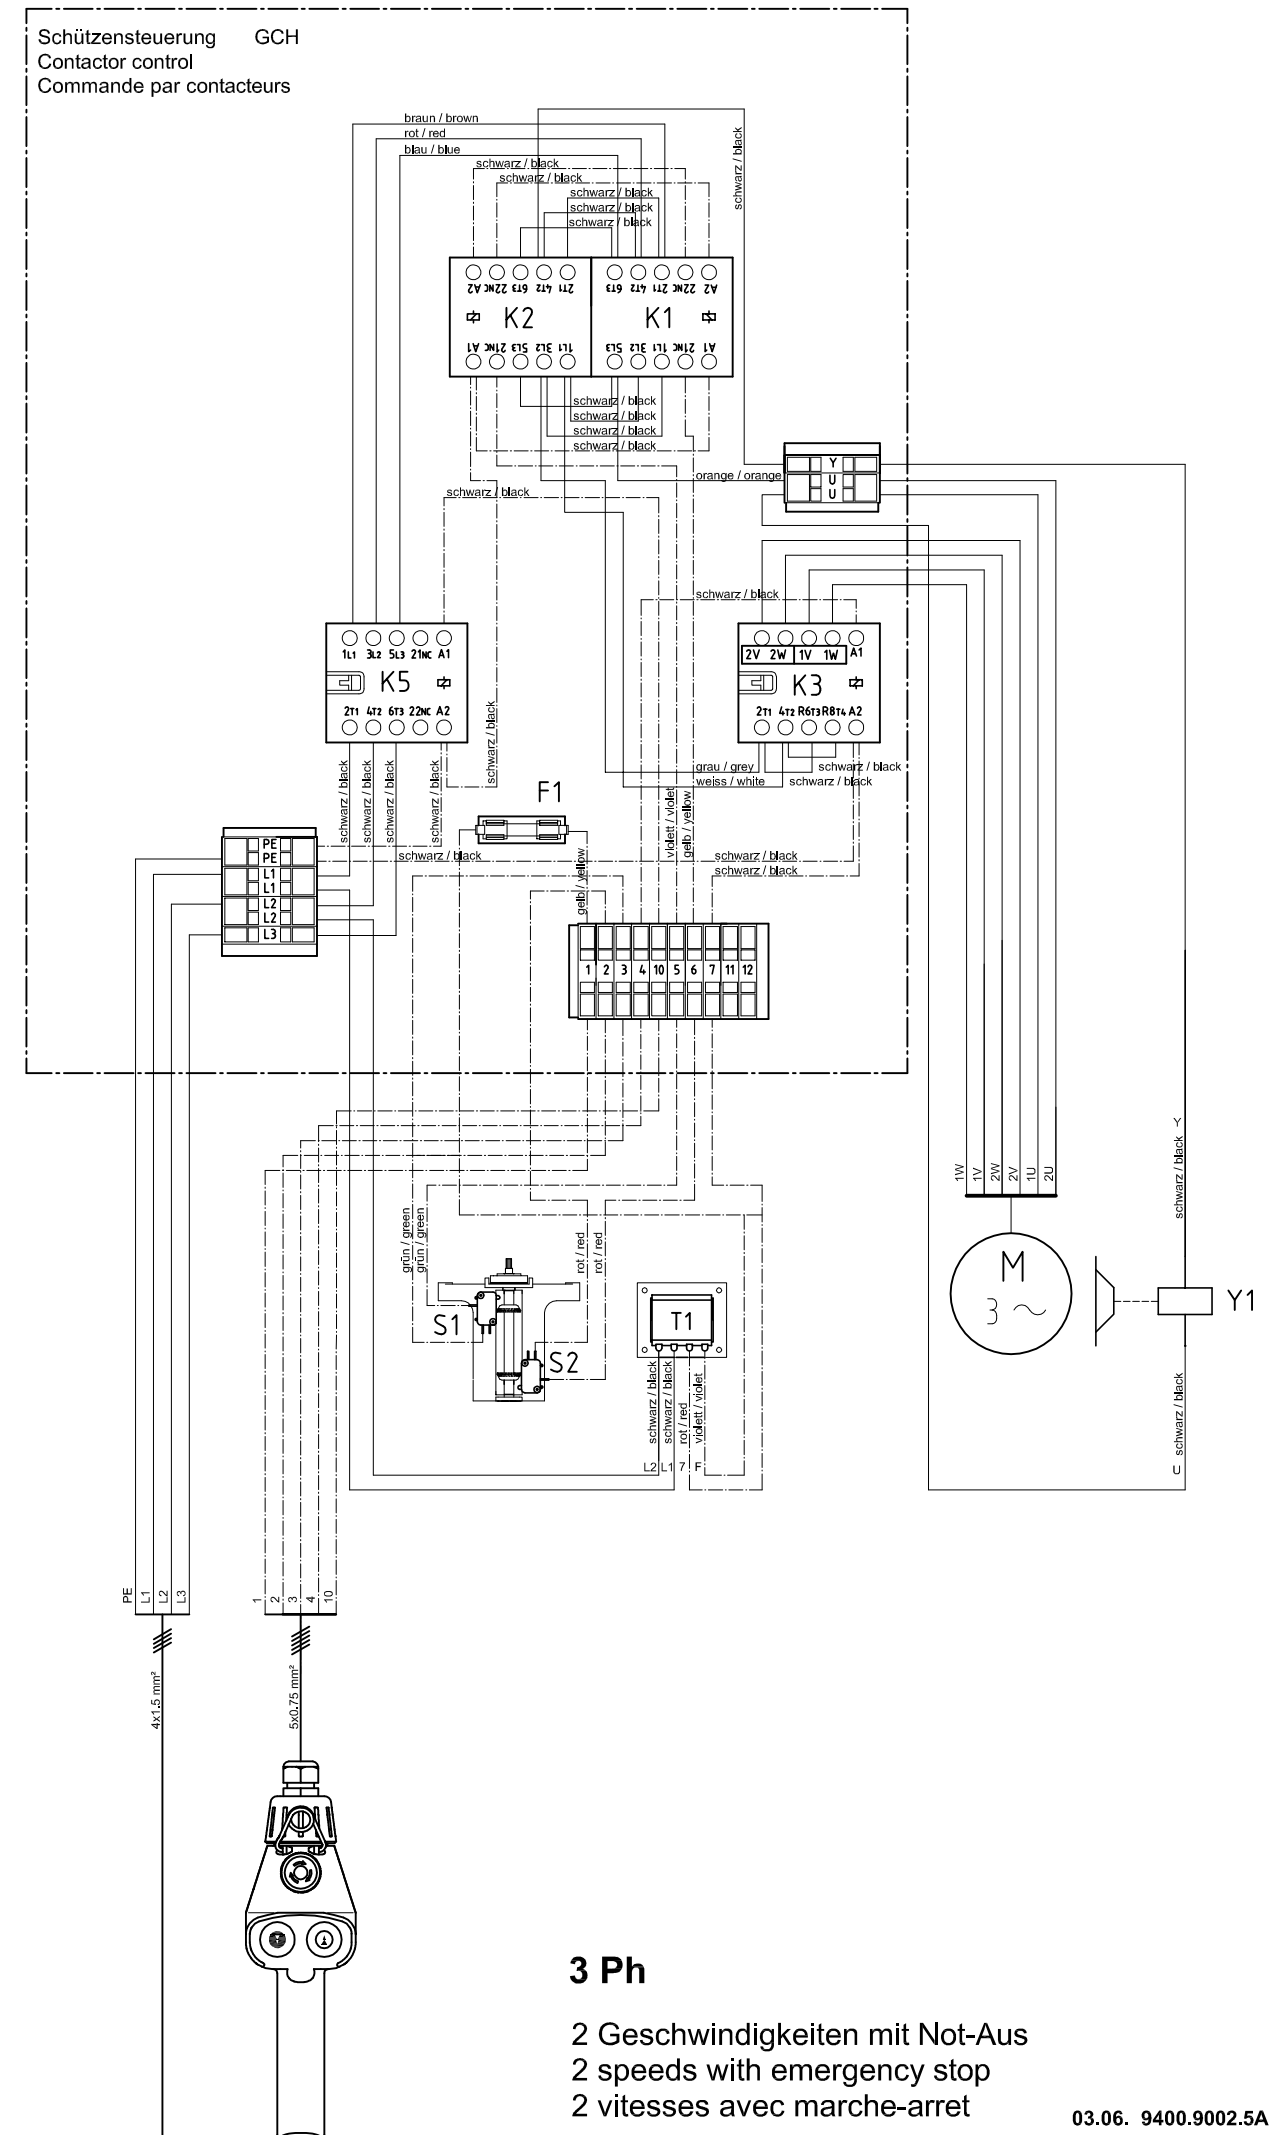 Schützensteuerung GCH
Contactor control
Commande par contacteurs
braun / brown
rot / red
blau / blue
schwarz / black
schwarz / black
schwarz / black
schwarz / black
schwarz / black
schwarz / black
2A 22NC 6T3 4T2 2T1
6T3 4T2 2T1 22NC A2
K2
K1
A1 21NC 5L3 3L2 1L1
5L3 3L2 1L1 21NC A1
schwarz / black
schwarz / black
schwarz / black
schwarz / black
Y
U
U
orange / orange
schwarz / black
schwarz / black
1L1 3L2 5L3 21NC A1
K5
2T1 4T2 6T3 22NC A2
2V 2W 1V 1W A1
K3
2T1 4T2 R6T3 R8T4 A2
schwarz / black
schwarz / black
schwarz / black
schwarz / black
schwarz / black
grau / grey
weiss / white
schwarz / black
schwarz / black
violett / violet
gelb / yellow
F1
PE
PE
L1
L1
L2
L2
L3
schwarz / black
gelb / yellow
schwarz / black
schwarz / black
1 2 3 4 10 5 6 7 11 12
1W
1V
2W
2V
1U
2U
schwarz / black Y
grün / green
grün / green
rot / red
rot / red
S1
S2
T1
M
3 ~
Y1
schwarz / black
schwarz / black
rot / red
violett / violet
L2 L1 7 F
U schwarz / black
PE
L1
L2
L3
1
2
3
4
10
4x1.5 mm²
5x0.75 mm²
3 Ph
2 Geschwindigkeiten mit Not-Aus
2 speeds with emergency stop
2 vitesses avec marche-arret
03.06. 9400.9002.5A